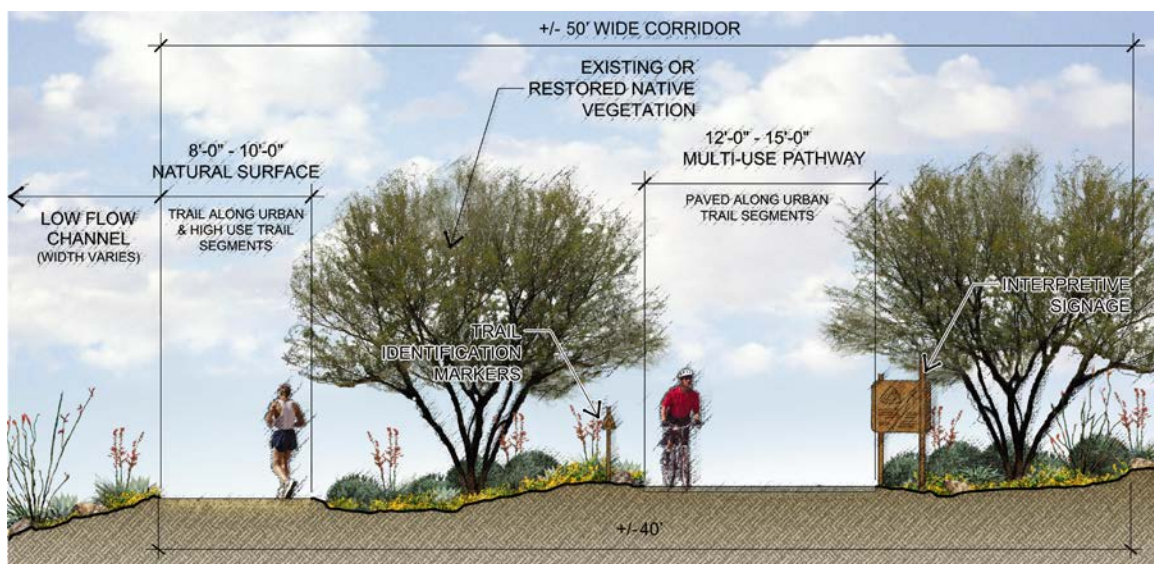 +/- 50' WIDE CORRIDOR
EXISTING OR
RESTORED NATIVE
VEGETATION
8'-0" - 10'-0"
NATURAL SURFACE
12'-0" - 15'-0"
MULTI-USE PATHWAY
LOW FLOW
CHANNEL
(WIDTH VARIES)
TRAIL ALONG URBAN
& HIGH USE TRAIL
SEGMENTS
PAVED ALONG URBAN
TRAIL SEGMENTS
INTERPRETIVE
SIGNAGE
TRAIL
IDENTIFICATION
MARKERS
+/-40'